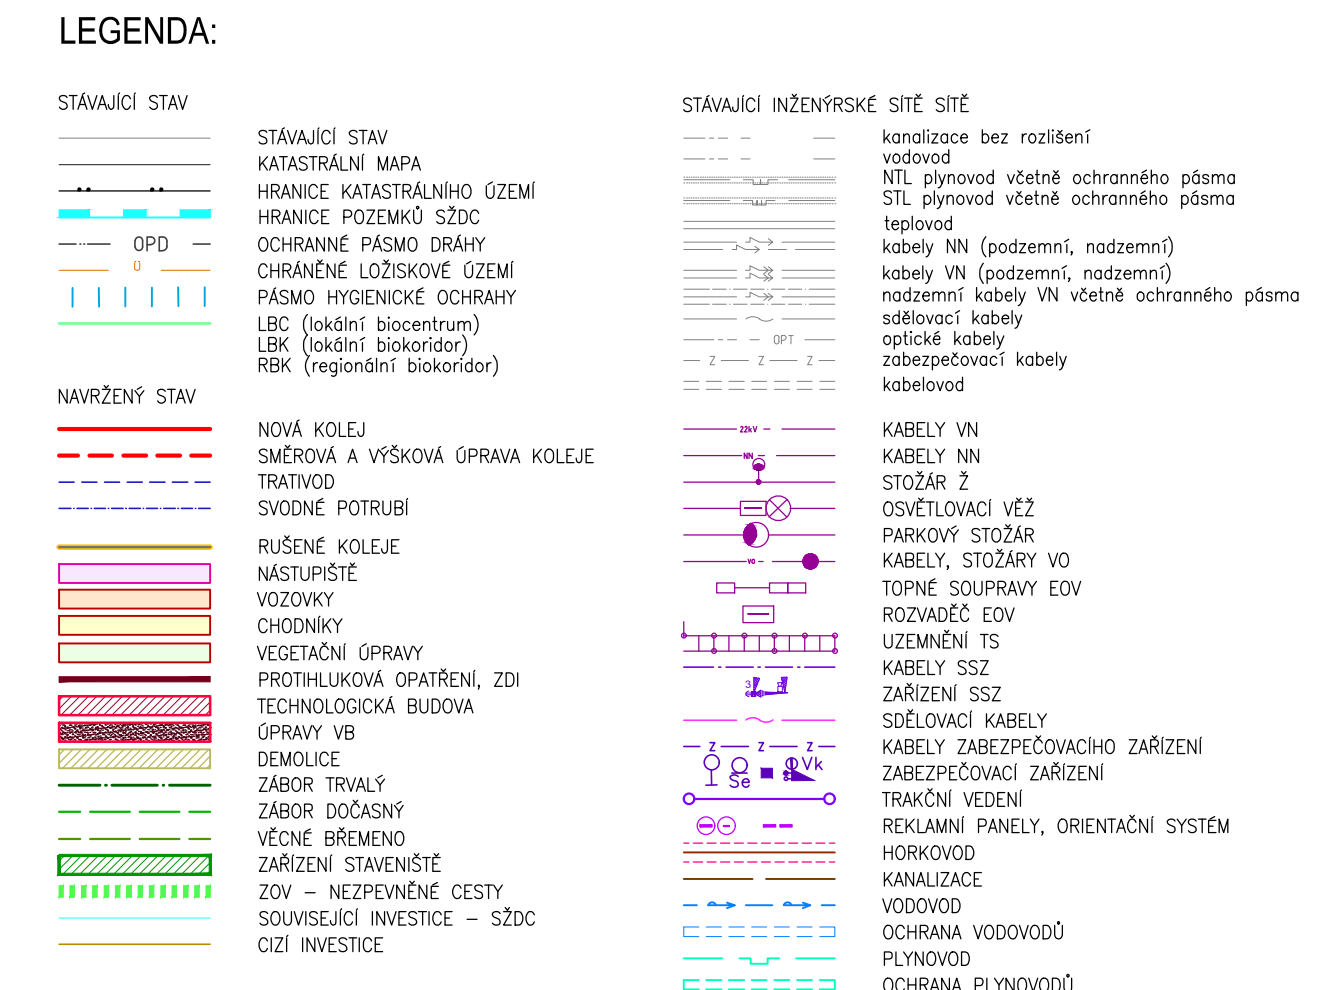 LEGENDA:
STÁVAJÍCÍ STAV
STÁVAJÍCÍ STAV
KATASTRÁLNÍ MAPA
HRANICE KATASTRÁLNÍHO ÚZEMÍ
HRANICE POZEMKŮ SŽDC
OPD OCHRANNÉ PÁSMO DRÁHY
Ü CHRÁNĚNÉ LOŽISKOVÉ ÚZEMÍ
PÁSMO HYGIENICKÉ OCHRAHY
LBC (lokální biocentrum)
LBK (lokální biokoridor)
RBK (regionální biokoridor)
NAVRŽENÝ STAV
NOVÁ KOLEJ
SMĚROVÁ A VÝŠKOVÁ ÚPRAVA KOLEJE
TRATIVOD
SVODNÉ POTRUBÍ
RUŠENÉ KOLEJE
NÁSTUPIŠTĚ
VOZOVKY
CHODNÍKY
VEGETAČNÍ ÚPRAVY
PROTIHLUKOVÁ OPATŘENÍ, ZDI
TECHNOLOGICKÁ BUDOVA
ÚPRAVY VB
DEMOLICE
ZÁBOR TRVALÝ
ZÁBOR DOČASNÝ
VĚCNÉ BŘEMENO
ZAŘÍZENÍ STAVENIŠTĚ
ZOV – NEZPEVNĚNÉ CESTY
SOUVISEJÍCÍ INVESTICE – SŽDC
CIZÍ INVESTICE
STÁVAJÍCÍ INŽENÝRSKÉ SÍTĚ SÍTĚ
kanalizace bez rozlišení
vodovod
NTL plynovod včetně ochranného pásma
STL plynovod včetně ochranného pásma
teplovod
kabely NN (podzemní, nadzemní)
kabely VN (podzemní, nadzemní)
nadzemní kabely VN včetně ochranného pásma
sdělovací kabely
OPT optické kabely
Z Z Z zabezpečovací kabely
kabelovod
22kV KABELY VN
NN KABELY NN
STOŽÁR Ž
OSVĚTLOVACÍ VĚŽ
PARKOVÝ STOŽÁR
VO KABELY, STOŽÁRY VO
TOPNÉ SOUPRAVY EOV
ROZVADĚČ EOV
UZEMNĚNÍ TS
KABELY SSZ
3 ZAŘÍZENÍ SSZ
SDĚLOVACÍ KABELY
Z Z Z KABELY ZABEZPEČOVACÍHO ZAŘÍZENÍ
Se Vk ZABEZPEČOVACÍ ZAŘÍZENÍ
TRAKČNÍ VEDENÍ
REKLAMNÍ PANELY, ORIENTAČNÍ SYSTÉM
HORKOVOD
KANALIZACE
VODOVOD
OCHRANA VODOVODŮ
PLYNOVOD
OCHRANA PLYNOVODŮ